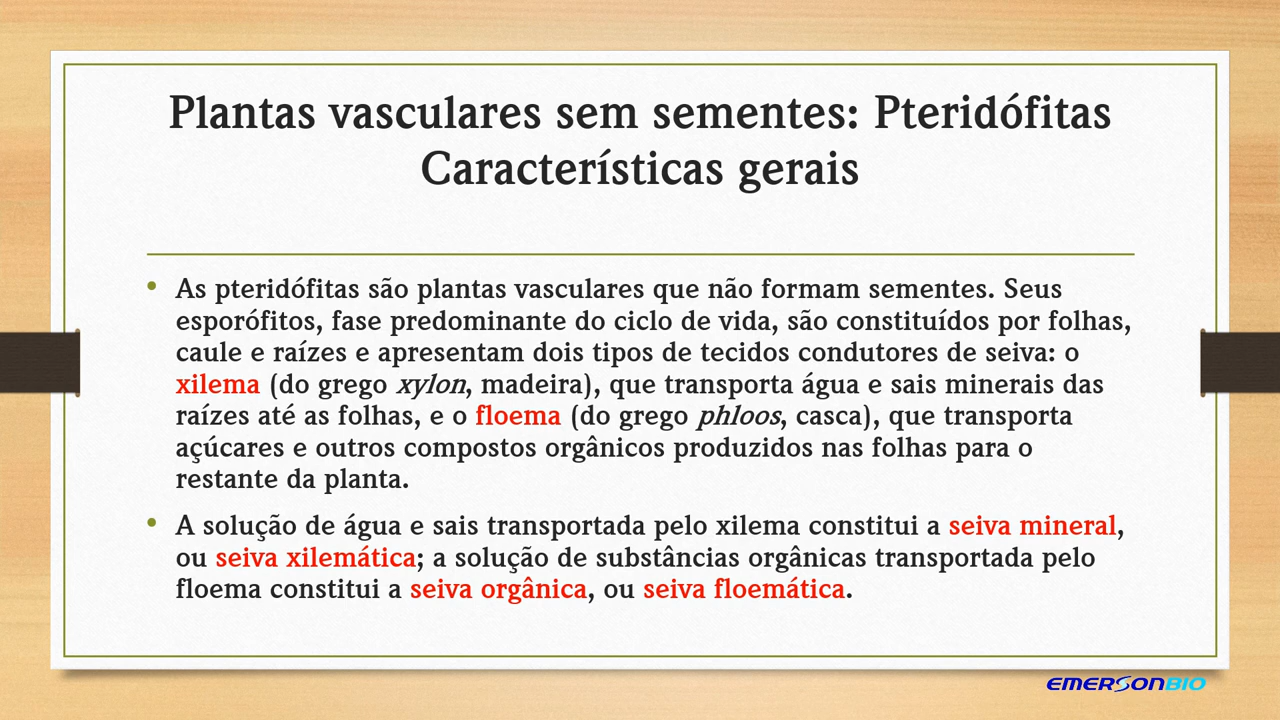 Plantas vasculares sem sementes: Pteridófitas
Características gerais
• As pteridófitas são plantas vasculares que não formam sementes. Seus
esporófitos, fase predominante do ciclo de vida, são constituídos por folhas,
caule e raízes e apresentam dois tipos de tecidos condutores de seiva: o
xilema (do grego xylon, madeira), que transporta água e sais minerais das
raízes até as folhas, e o floema (do grego phloos, casca), que transporta
açúcares e outros compostos orgânicos produzidos nas folhas para o
restante da planta.
• A solução de água e sais transportada pelo xilema constitui a seiva mineral,
ou seiva xilemática; a solução de substâncias orgânicas transportada pelo
floema constitui a seiva orgânica, ou seiva floemática.
EMERSONBIO